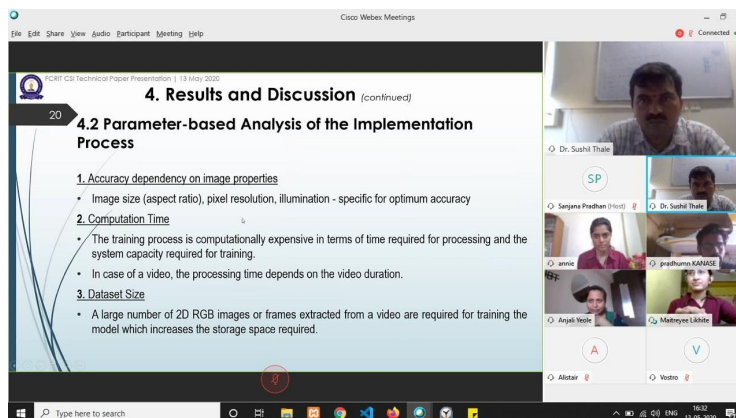 Cisco Webex Meetings
File Edit Share View Audio Participant Meeting Help
Connected
FCRIT CSI Technical Paper Presentation | 13 May 2020
4. Results and Discussion (continued)
20
4.2 Parameter-based Analysis of the Implementation
Process
1. Accuracy dependency on image properties
• Image size (aspect ratio), pixel resolution, illumination - specific for optimum accuracy
2. Computation Time
• The training process is computationally expensive in terms of time required for processing and the
system capacity required for training.
• In case of a video, the processing time depends on the video duration.
3. Dataset Size
• A large number of 2D RGB images or frames extracted from a video are required for training the
model which increases the storage space required.
Dr. Sushil Thale
SP
Sanjana Pradhan (Host)
Dr. Sushil Thale
annie
pradhumn KANASE
Anjali Yeole
Maitreyee Likhite
A
V
Alistair
Vostro
Type here to search
ENG
16:32
13-05-2020